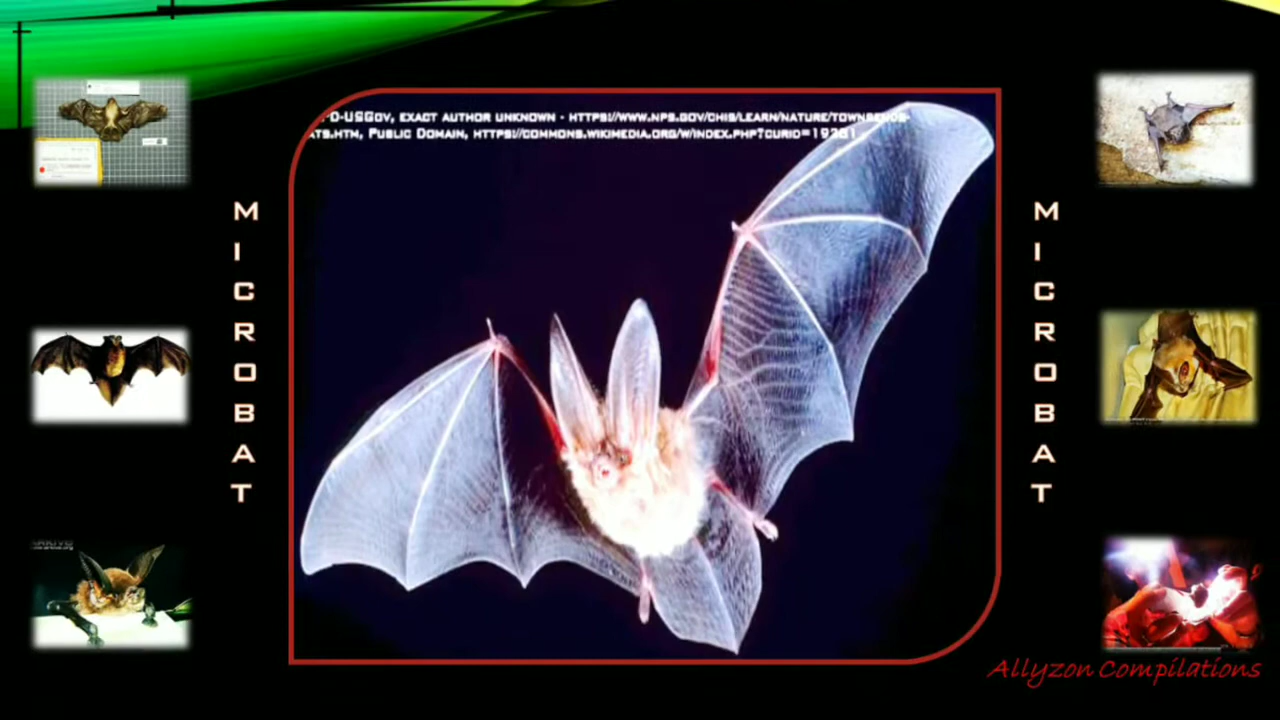 D-USGov, exact author unknown - https://www.nps.gov/chis/learn/nature/townsends-
ats.htm, Public Domain, https://commons.wikimedia.org/w/index.php?curid=19251
MICROBAT
MICROBAT
Allyzon Compilations